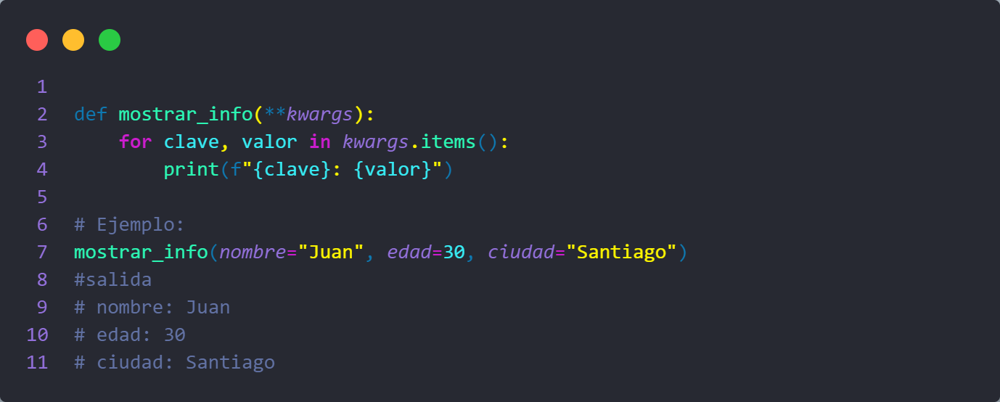 1
2 def mostrar_info(**kwargs):
3     for clave, valor in kwargs.items():
4         print(f"{clave}: {valor}")
5
6 # Ejemplo:
7 mostrar_info(nombre="Juan", edad=30, ciudad="Santiago")
8 #salida
9 # nombre: Juan
10 # edad: 30
11 # ciudad: Santiago